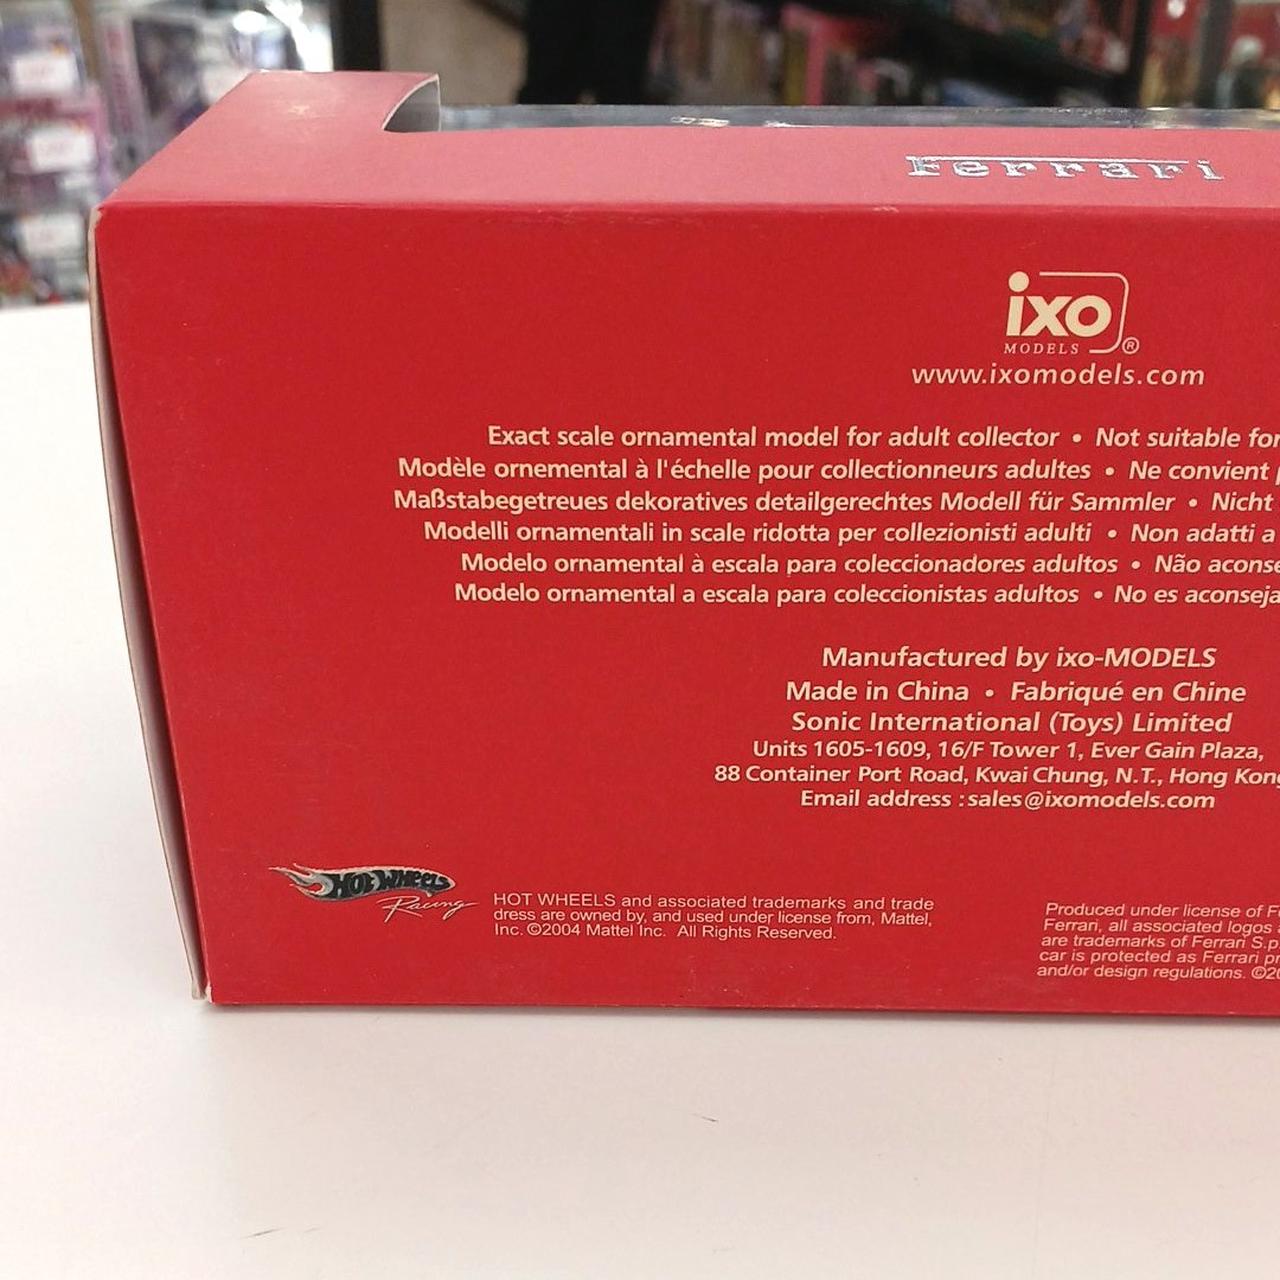 Ferrari
ixo
MODELS ®
www.ixomodels.com
Exact scale ornamental model for adult collector • Not suitable for
Modèle ornemental à l'échelle pour collectionneurs adultes • Ne convient
Maßstabegetreues dekoratives detailgerechtes Modell für Sammler • Nicht
Modelli ornamentali in scale ridotta per collezionisti adulti • Non adatti a
Modelo ornamental à escala para coleccionadores adultos • Não aconse
Modelo ornamental a escala para coleccionistas adultos • No es aconseja
Manufactured by ixo-MODELS
Made in China • Fabriqué en Chine
Sonic International (Toys) Limited
Units 1605-1609, 16/F Tower 1, Ever Gain Plaza,
88 Container Port Road, Kwai Chung, N.T., Hong Kong
Email address : sales@ixomodels.com
HOT WHEELS
Racing
HOT WHEELS and associated trademarks and trade
dress are owned by, and used under license from, Mattel,
Inc. ©2004 Mattel Inc. All Rights Reserved.
Produced under license of F
Ferrari, all associated logos
are trademarks of Ferrari S.p
car is protected as Ferrari pr
and/or design regulations. ©20